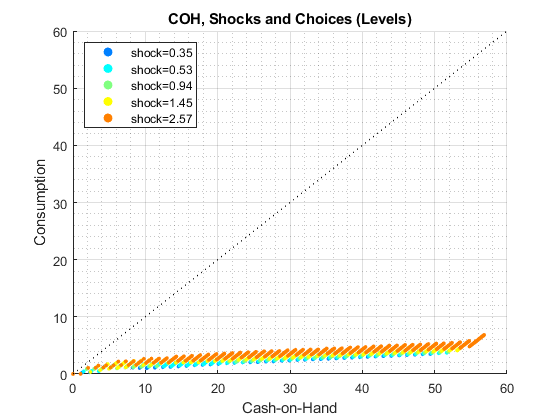 COH, Shocks and Choices (Levels)
60
50
40
30
20
10
0
Consumption
shock=0.35
shock=0.53
shock=0.94
shock=1.45
shock=2.57
0 10 20 30 40 50 60
Cash-on-Hand